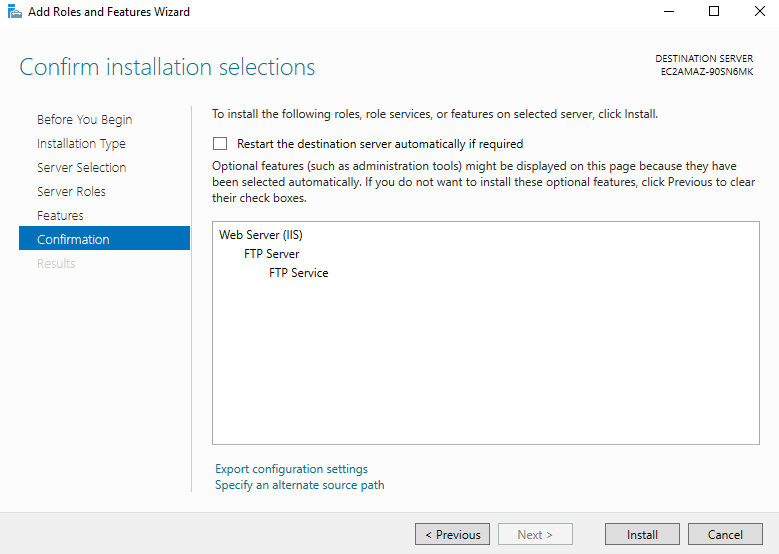 Add Roles and Features Wizard
Confirm installation selections
DESTINATION SERVER
EC2AMAZ-90SN6MK
Before You Begin
Installation Type
Server Selection
Server Roles
Features
Confirmation
Results
To install the following roles, role services, or features on selected server, click Install.
Restart the destination server automatically if required
Optional features (such as administration tools) might be displayed on this page because they have
been selected automatically. If you do not want to install these optional features, click Previous to clear
their check boxes.
Web Server (IIS)
FTP Server
FTP Service
Export configuration settings
Specify an alternate source path
< Previous
Next >
Install
Cancel